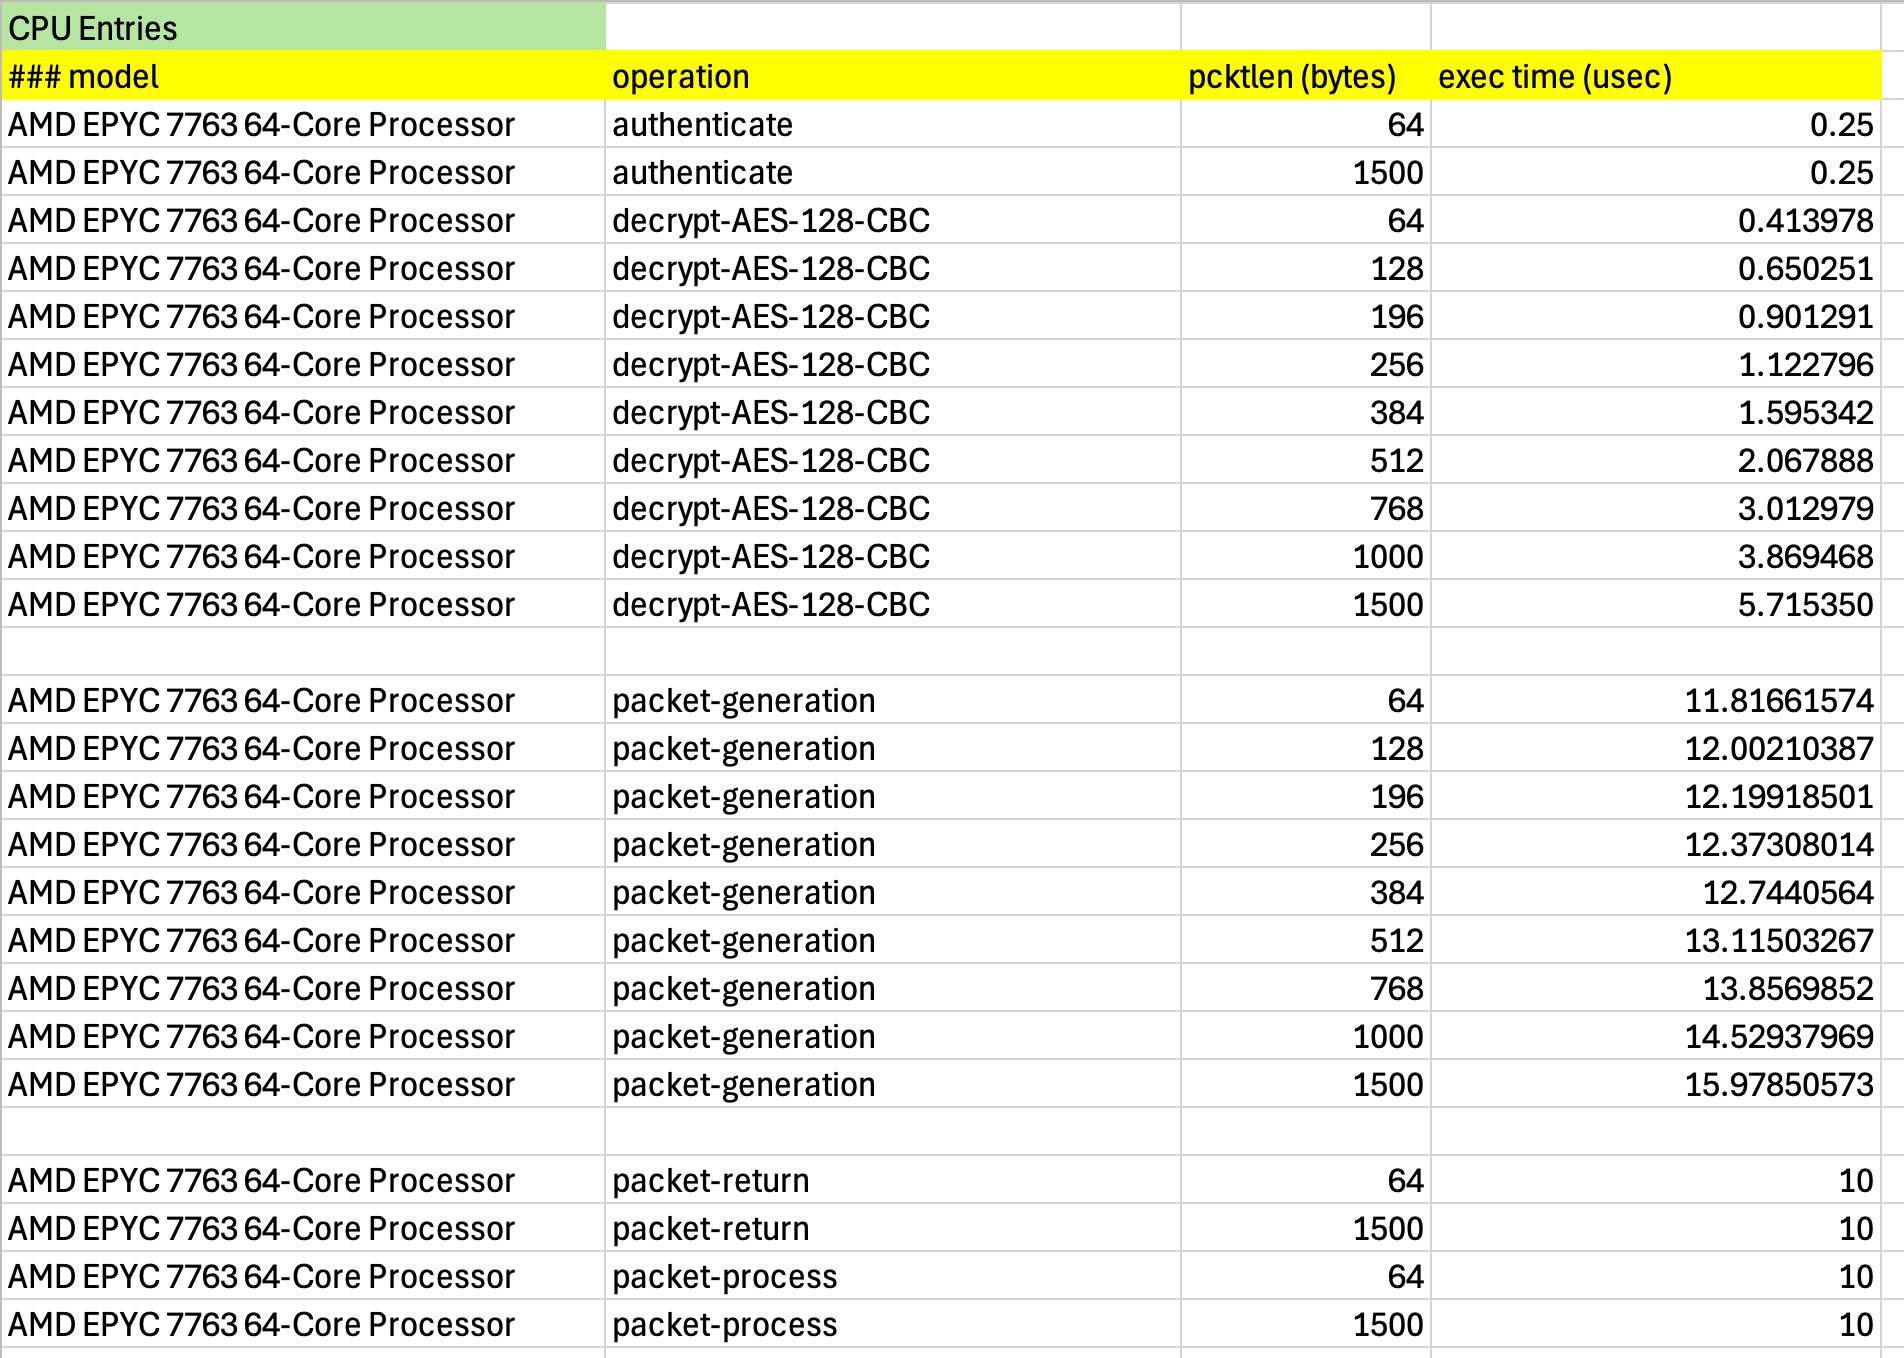 CPU Entries
### model operation pcktlen (bytes) exec time (usec)
AMD EPYC 7763 64-Core Processor authenticate 64 0.25
AMD EPYC 7763 64-Core Processor authenticate 1500 0.25
AMD EPYC 7763 64-Core Processor decrypt-AES-128-CBC 64 0.413978
AMD EPYC 7763 64-Core Processor decrypt-AES-128-CBC 128 0.650251
AMD EPYC 7763 64-Core Processor decrypt-AES-128-CBC 196 0.901291
AMD EPYC 7763 64-Core Processor decrypt-AES-128-CBC 256 1.122796
AMD EPYC 7763 64-Core Processor decrypt-AES-128-CBC 384 1.595342
AMD EPYC 7763 64-Core Processor decrypt-AES-128-CBC 512 2.067888
AMD EPYC 7763 64-Core Processor decrypt-AES-128-CBC 768 3.012979
AMD EPYC 7763 64-Core Processor decrypt-AES-128-CBC 1000 3.869468
AMD EPYC 7763 64-Core Processor decrypt-AES-128-CBC 1500 5.715350
AMD EPYC 7763 64-Core Processor packet-generation 64 11.81661574
AMD EPYC 7763 64-Core Processor packet-generation 128 12.00210387
AMD EPYC 7763 64-Core Processor packet-generation 196 12.19918501
AMD EPYC 7763 64-Core Processor packet-generation 256 12.37308014
AMD EPYC 7763 64-Core Processor packet-generation 384 12.7440564
AMD EPYC 7763 64-Core Processor packet-generation 512 13.11503267
AMD EPYC 7763 64-Core Processor packet-generation 768 13.8569852
AMD EPYC 7763 64-Core Processor packet-generation 1000 14.52937969
AMD EPYC 7763 64-Core Processor packet-generation 1500 15.97850573
AMD EPYC 7763 64-Core Processor packet-return 64 10
AMD EPYC 7763 64-Core Processor packet-return 1500 10
AMD EPYC 7763 64-Core Processor packet-process 64 10
AMD EPYC 7763 64-Core Processor packet-process 1500 10